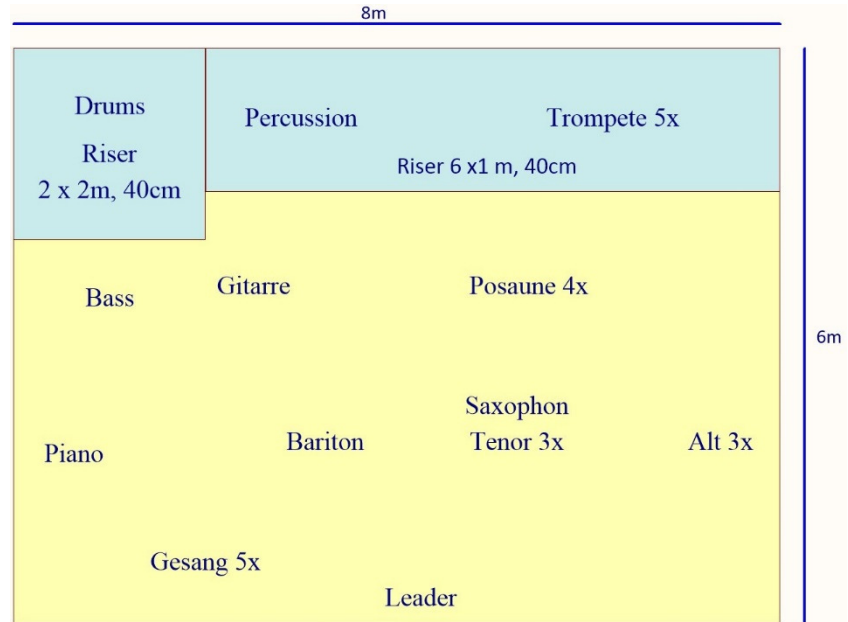 8m
Drums
Riser
2 x 2m, 40cm
Percussion
Trompete 5x
Riser 6 x1 m, 40cm
6m
Bass
Gitarre
Posaune 4x
Saxophon
Piano
Bariton
Tenor 3x
Alt 3x
Gesang 5x
Leader